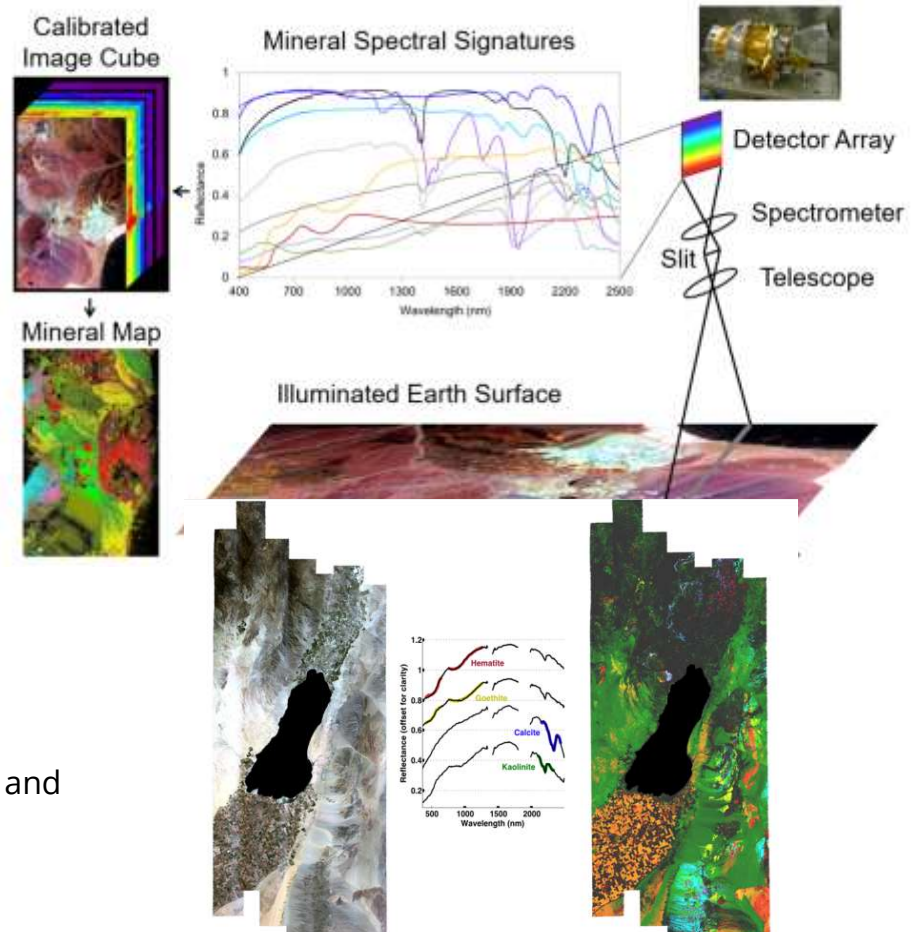 Calibrated
Image Cube
Mineral Spectral Signatures
1
0.8
0.6
0.4
0.2
0
Reflectance
400 700 1000 1300 1600 1900 2200 2500
Wavelength (nm)
Detector Array
Spectrometer
Slit
Telescope
Mineral Map
Illuminated Earth Surface
and
1.2
1
0.8
0.6
0.4
0.2
Reflectance (offset for clarity)
Hematite
Goethite
Calcite
Kaolinite
500 1000 1500 2000
Wavelength (nm)